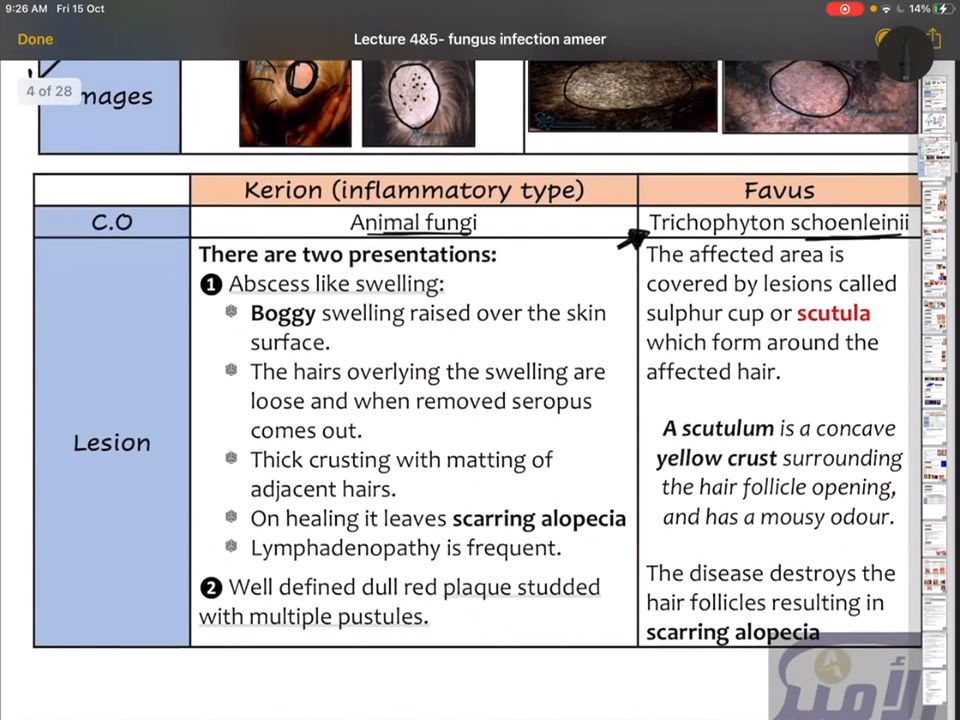 9:26 AM Fri 15 Oct
14%
Done
Lecture 4&5- fungus infection ameer
4 of 28
mages
Kerion (inflammatory type)
Favus
C.O
Animal fungi
Trichophyton schoenleinii
Lesion
There are two presentations:
1 Abscess like swelling:
Boggy swelling raised over the skin
surface.
The hairs overlying the swelling are
loose and when removed seropus
comes out.
Thick crusting with matting of
adjacent hairs.
On healing it leaves scarring alopecia
Lymphadenopathy is frequent.
2 Well defined dull red plaque studded
with multiple pustules.
The affected area is
covered by lesions called
sulphur cup or scutula
which form around the
affected hair.
A scutulum is a concave
yellow crust surrounding
the hair follicle opening,
and has a mousy odour.
The disease destroys the
hair follicles resulting in
scarring alopecia
الأمير